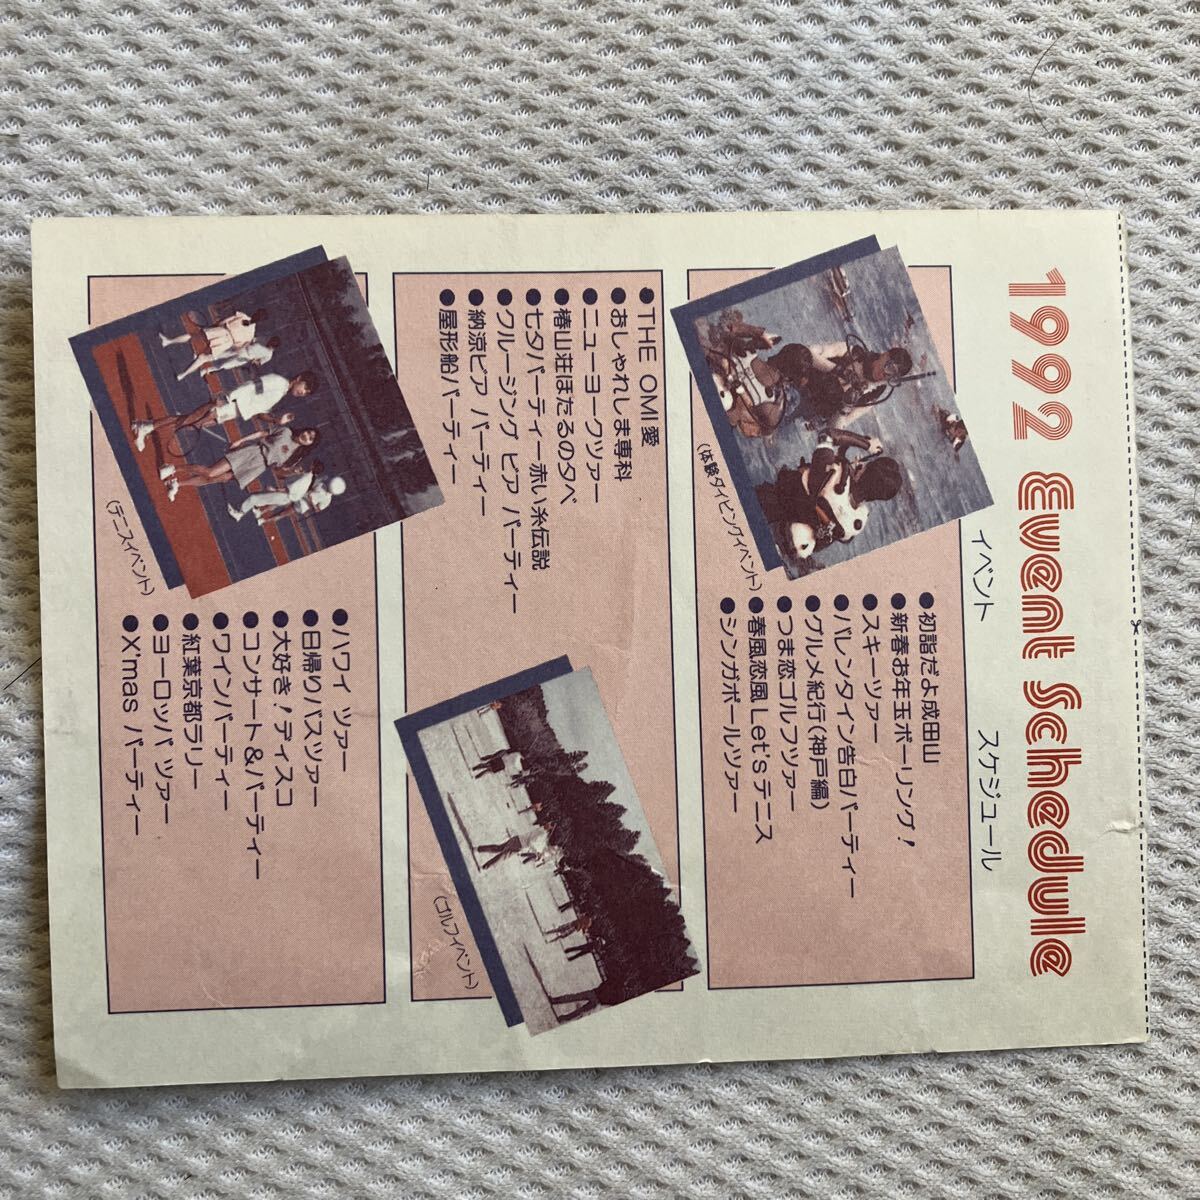 1992 Event Schedule
イベント スケジュール
(体験ダイビングイベント)
●初詣だよ成田山
●新春お年玉ボーリング!
●スキーツァー
●バレンタイン告白パーティー
●グルメ紀行(神戸編)
●つま恋ゴルフツァー
●春風恋風Let'sテニス
●シンガポールツァー
●THE OMI愛
●おしゃれしま専科
●ニューヨークツァー
●椿山荘ほたるの夕べ
●七夕パーティー赤い糸伝説
●クルージング ビア パーティー
●納涼ビア パーティー
●屋形船パーティー
(ゴルフイベント)
(テニスイベント)
●ハワイ ツァー
●日帰りバスツァー
●大好き!ディスコ
●コンサート&パーティー
●ワインパーティー
●紅葉京都ラリー
●ヨーロッパ ツァー
●X'mas パーティー